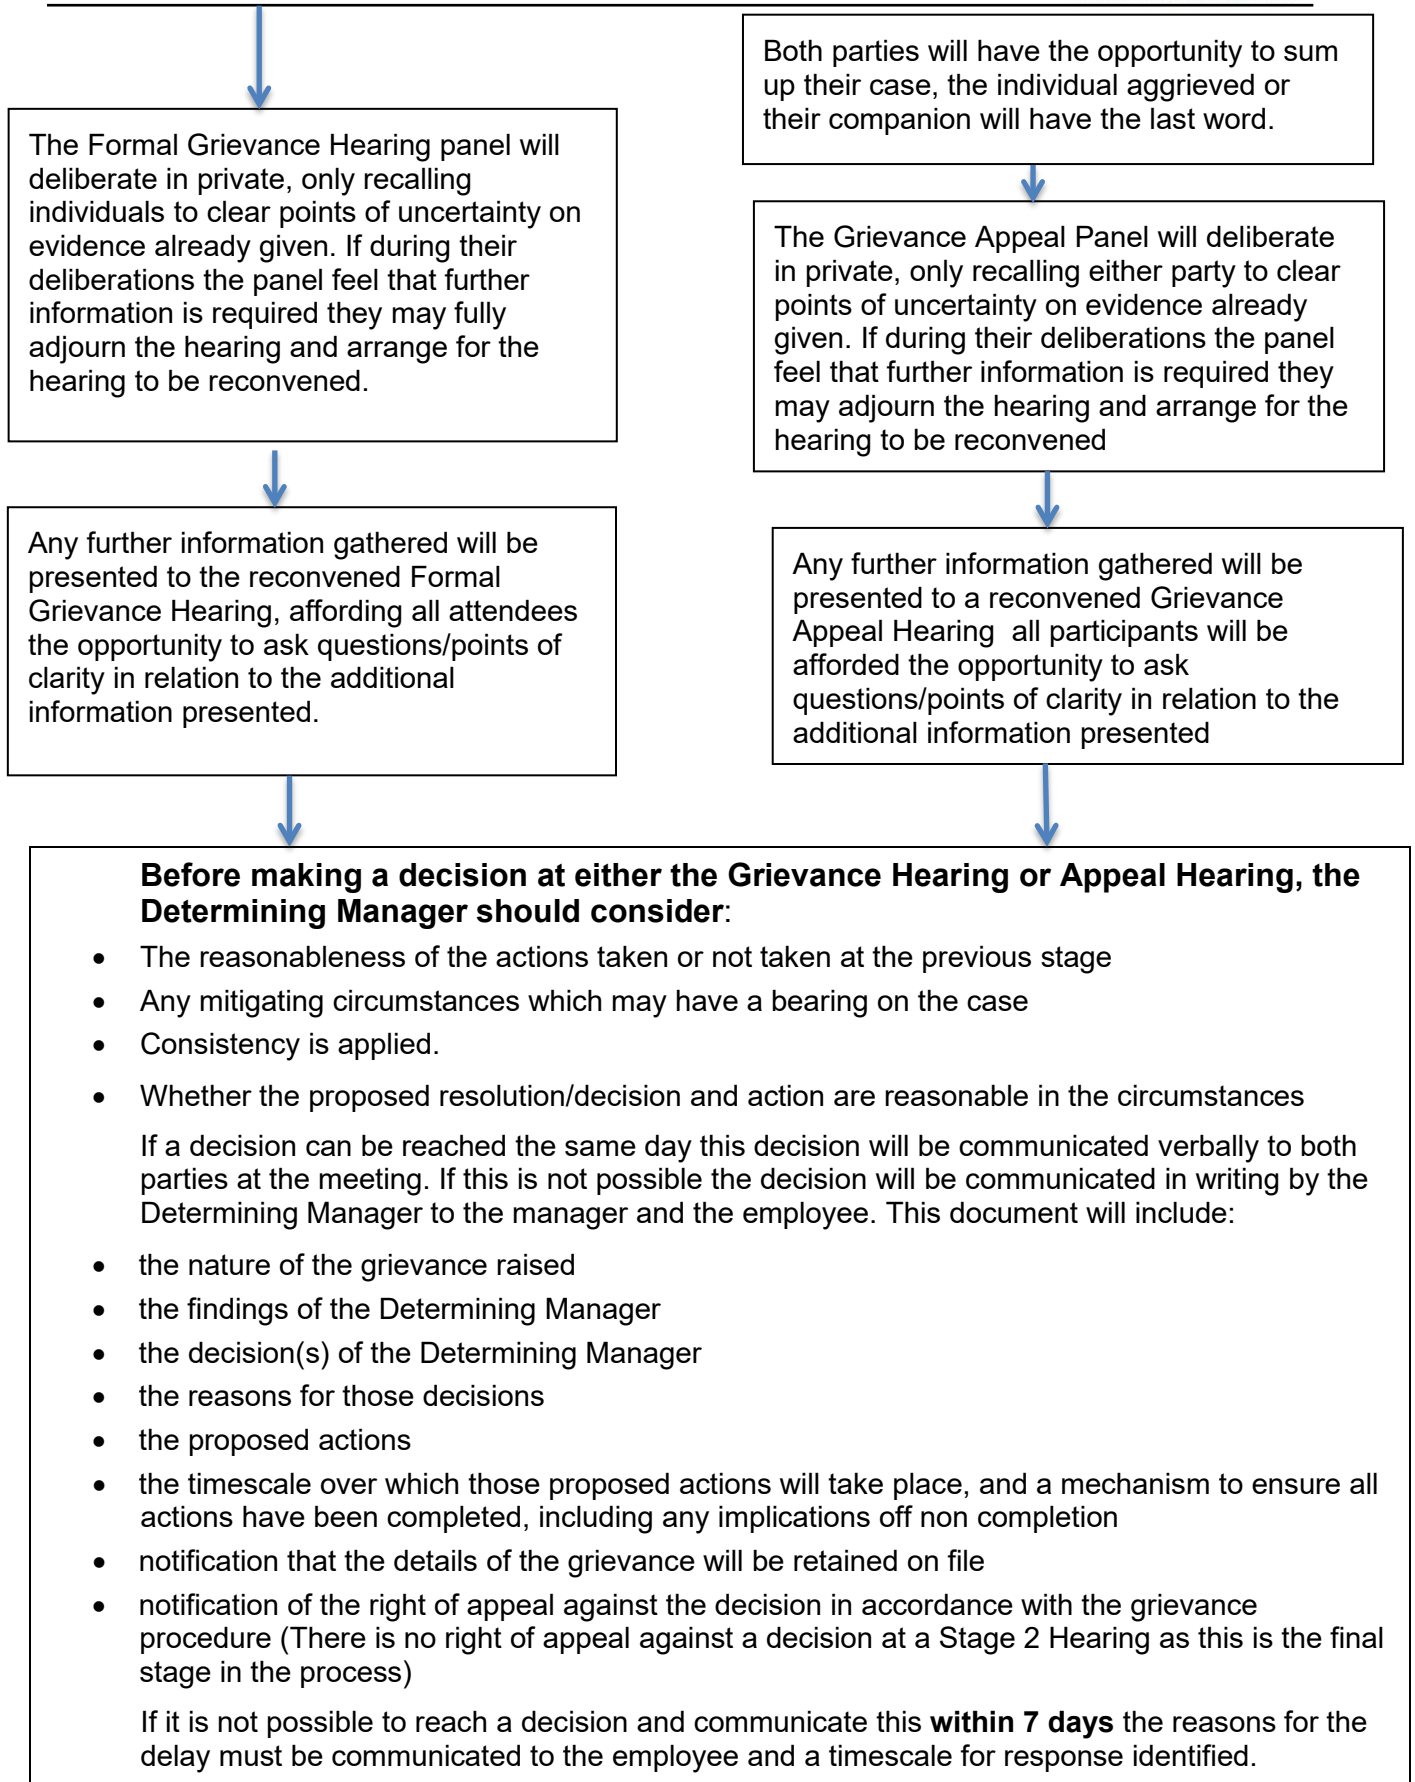 The Formal Grievance Hearing panel will
deliberate in private, only recalling
individuals to clear points of uncertainty on
evidence already given. If during their
deliberations the panel feel that further
information is required they may fully
adjourn the hearing and arrange for the
hearing to be reconvened.
Any further information gathered will be
presented to the reconvened Formal
Grievance Hearing, affording all attendees
the opportunity to ask questions/points of
clarity in relation to the additional
information presented.
Both parties will have the opportunity to sum
up their case, the individual aggrieved or
their companion will have the last word.
The Grievance Appeal Panel will deliberate
in private, only recalling either party to clear
points of uncertainty on evidence already
given. If during their deliberations the panel
feel that further information is required they
may adjourn the hearing and arrange for the
hearing to be reconvened
Any further information gathered will be
presented to a reconvened Grievance
Appeal Hearing  all participants will be
afforded the opportunity to ask
questions/points of clarity in relation to the
additional information presented
Before making a decision at either the Grievance Hearing or Appeal Hearing, the
Determining Manager should consider:
• The reasonableness of the actions taken or not taken at the previous stage
• Any mitigating circumstances which may have a bearing on the case
• Consistency is applied.
• Whether the proposed resolution/decision and action are reasonable in the circumstances
If a decision can be reached the same day this decision will be communicated verbally to both
parties at the meeting. If this is not possible the decision will be communicated in writing by the
Determining Manager to the manager and the employee. This document will include:
• the nature of the grievance raised
• the findings of the Determining Manager
• the decision(s) of the Determining Manager
• the reasons for those decisions
• the proposed actions
• the timescale over which those proposed actions will take place, and a mechanism to ensure all
actions have been completed, including any implications off non completion
• notification that the details of the grievance will be retained on file
• notification of the right of appeal against the decision in accordance with the grievance
procedure (There is no right of appeal against a decision at a Stage 2 Hearing as this is the final
stage in the process)
If it is not possible to reach a decision and communicate this within 7 days the reasons for the
delay must be communicated to the employee and a timescale for response identified.